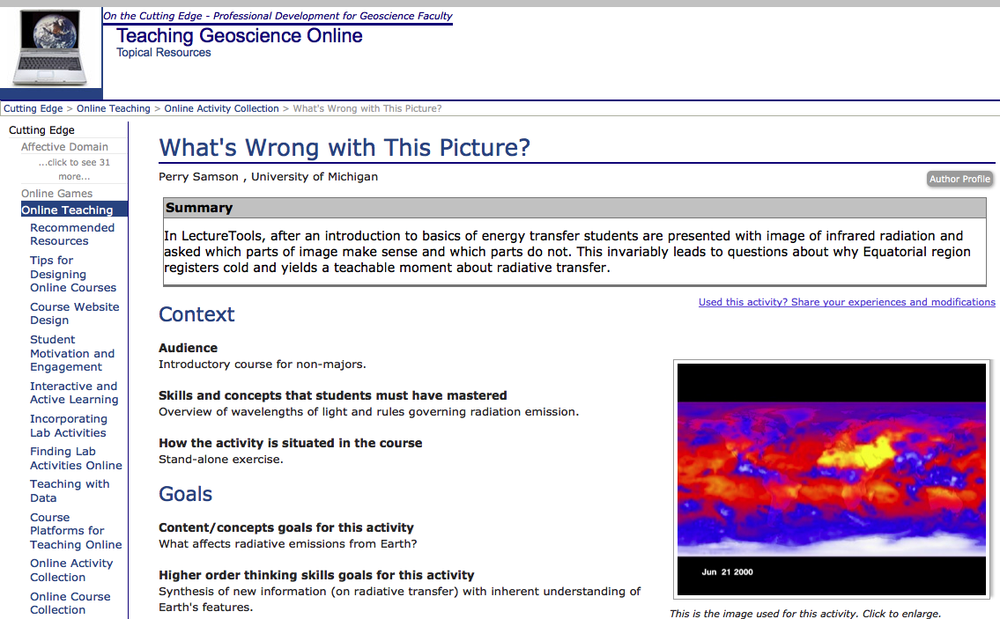 On the Cutting Edge - Professional Development for Geoscience Faculty
Teaching Geoscience Online
Topical Resources
Cutting Edge > Online Teaching > Online Activity Collection > What's Wrong with This Picture?
Cutting Edge
Affective Domain
...click to see 31
more...
Online Games
Online Teaching
Recommended
Resources
Tips for
Designing
Online Courses
Course Website
Design
Student
Motivation and
Engagement
Interactive and
Active Learning
Incorporating
Lab Activities
Finding Lab
Activities Online
Teaching with
Data
Course
Platforms for
Teaching Online
Online Activity
Collection
Online Course
Collection
What's Wrong with This Picture?
Perry Samson , University of Michigan
Author Profile
Summary
In LectureTools, after an introduction to basics of energy transfer students are presented with image of infrared radiation and
asked which parts of image make sense and which parts do not. This invariably leads to questions about why Equatorial region
registers cold and yields a teachable moment about radiative transfer.
Used this activity? Share your experiences and modifications
Context
Audience
Introductory course for non-majors.
Skills and concepts that students must have mastered
Overview of wavelengths of light and rules governing radiation emission.
How the activity is situated in the course
Stand-alone exercise.
Goals
Content/concepts goals for this activity
What affects radiative emissions from Earth?
Higher order thinking skills goals for this activity
Synthesis of new information (on radiative transfer) with inherent understanding of
Earth's features.
Jun 21 2000
This is the image used for this activity. Click to enlarge.